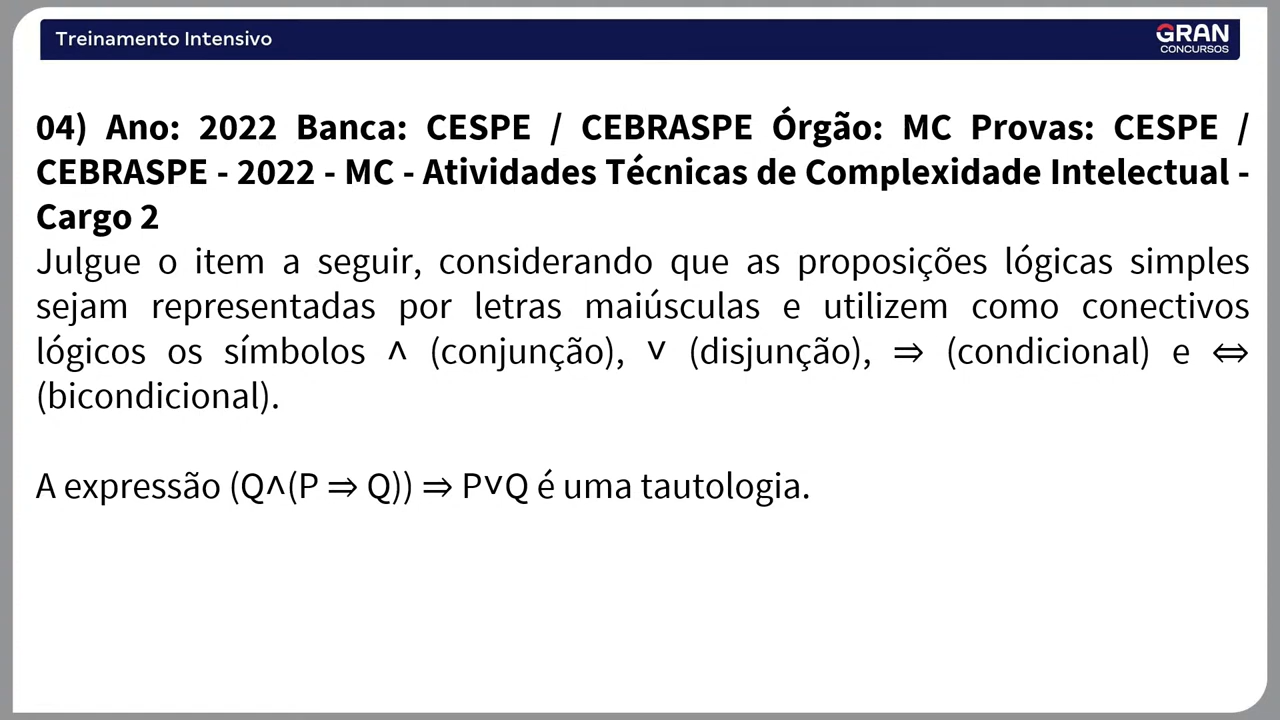 Treinamento Intensivo
GRAN
CONCURSOS
04) Ano: 2022 Banca: CESPE / CEBRASPE Órgão: MC Provas: CESPE /
CEBRASPE - 2022 - MC - Atividades Técnicas de Complexidade Intelectual -
Cargo 2
Julgue o item a seguir, considerando que as proposições lógicas simples
sejam representadas por letras maiúsculas e utilizem como conectivos
lógicos os símbolos ˄ (conjunção), ˅ (disjunção), ⇒ (condicional) e ⇔
(bicondicional).
A expressão (Q˄(P ⇒ Q)) ⇒ P˅Q é uma tautologia.